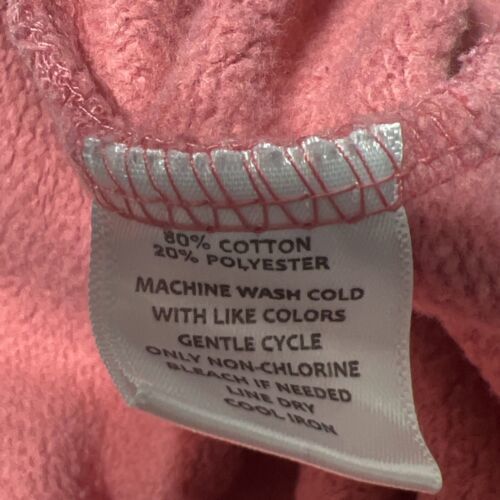 80% COTTON
20% POLYESTER
MACHINE WASH COLD
WITH LIKE COLORS
GENTLE CYCLE
ONLY NON-CHLORINE
BLEACH IF NEEDED
LINE DRY
COOL IRON